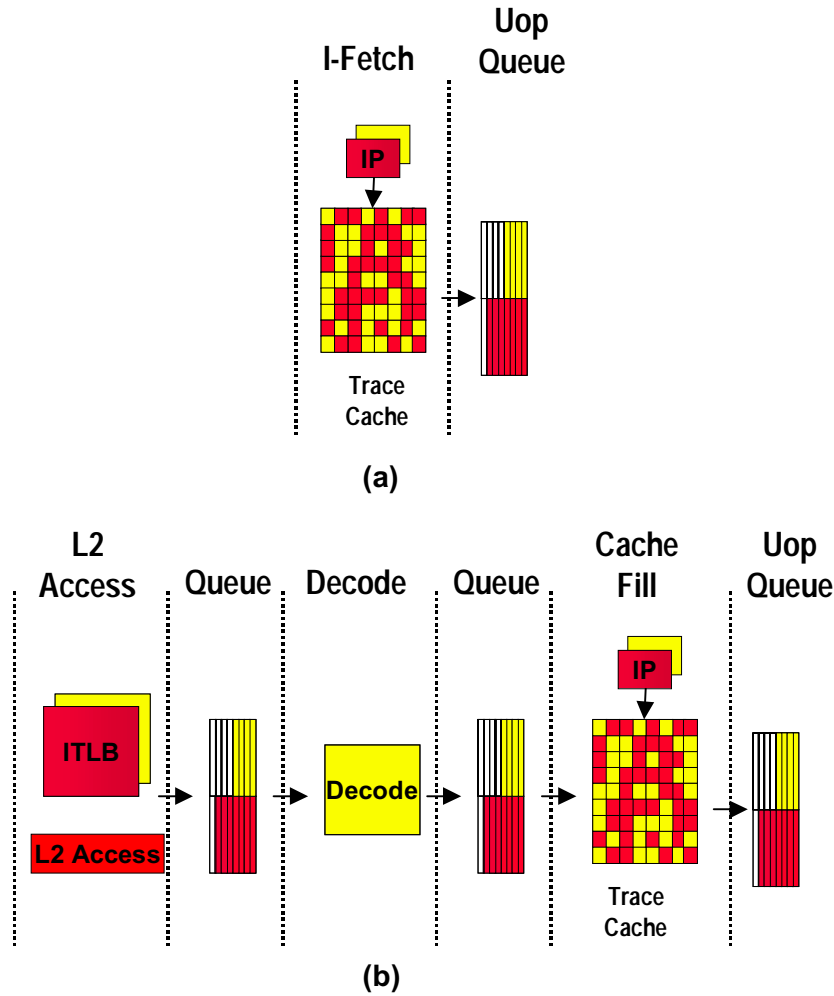 I-Fetch
Uop
Queue
IP
Trace
Cache
(a)
L2
Access
Queue
Decode
Queue
Cache
Fill
Uop
Queue
IP
ITLB
Decode
L2 Access
Trace
Cache
(b)